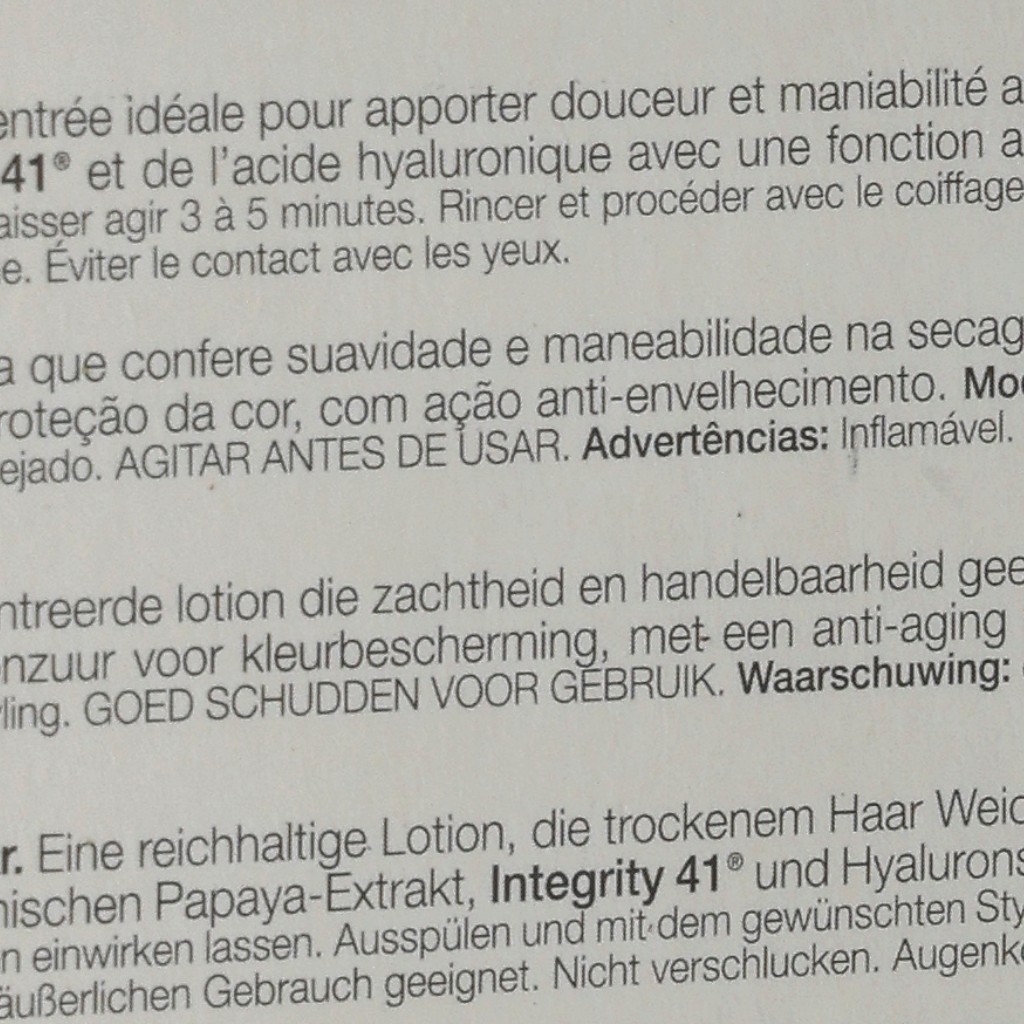 entrée idéale pour apporter douceur et maniabilité a
41® et de l'acide hyaluronique avec une fonction a
aisser agir 3 à 5 minutes. Rincer et procéder avec le coiffage
e. Éviter le contact avec les yeux.
a que confere suavidade e maneabilidade na secag
roteção da cor, com ação anti-envelhecimento. Mod
ejado. AGITAR ANTES DE USAR. Advertências: Inflamável.
ntreerde lotion die zachtheid en handelbaarheid gee
nzuur voor kleurbescherming, met een anti-aging
ling. GOED SCHUDDEN VOOR GEBRUIK. Waarschuwing:
r. Eine reichhaltige Lotion, die trockenem Haar Weic
nischen Papaya-Extrakt, Integrity 41® und Hyalurons
n einwirken lassen. Ausspülen und mit dem gewünschten Sty
äußerlichen Gebrauch geeignet. Nicht verschlucken. Augenko